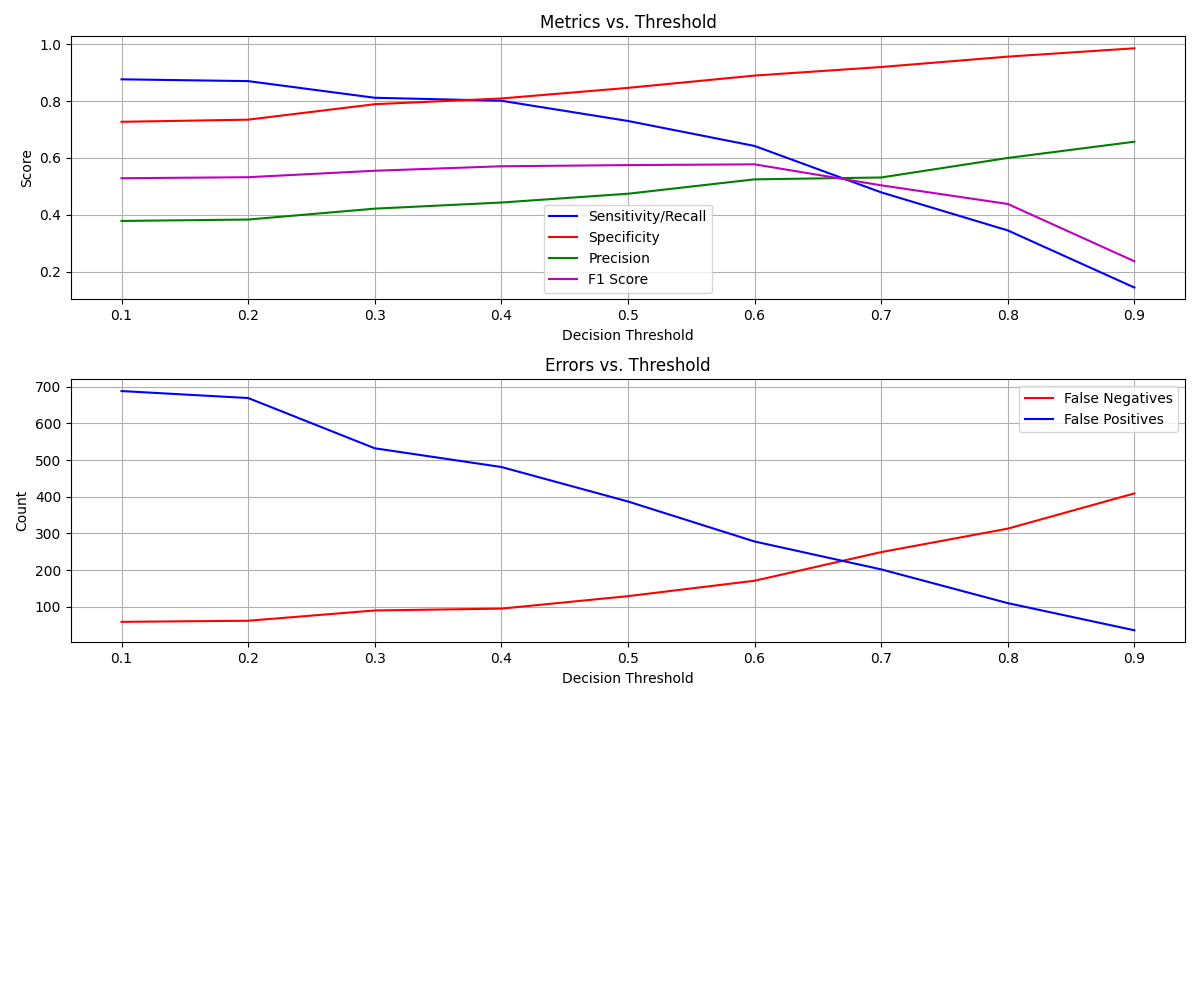 Metrics vs. Threshold
Score
1.0
0.8
0.6
0.4
0.2
Sensitivity/Recall
Specificity
Precision
F1 Score
0.1 0.2 0.3 0.4 0.5 0.6 0.7 0.8 0.9
Decision Threshold
Errors vs. Threshold
Count
700
600
500
400
300
200
100
False Negatives
False Positives
0.1 0.2 0.3 0.4 0.5 0.6 0.7 0.8 0.9
Decision Threshold